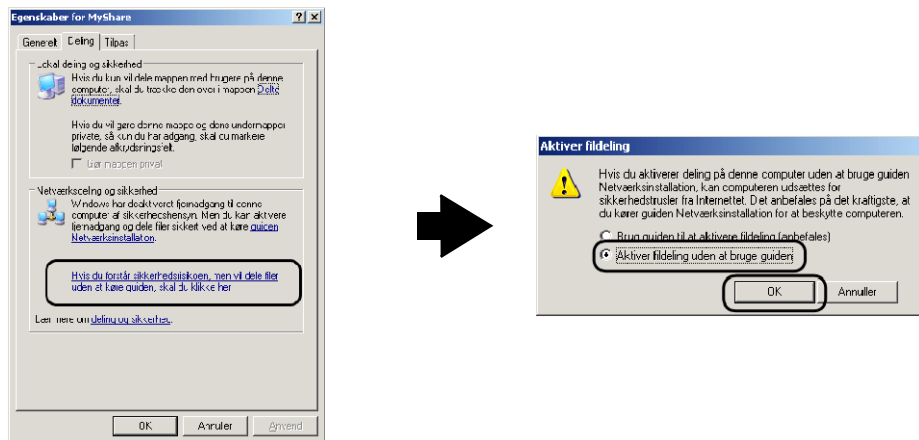 Egenskaber for MyShare
Generelt Deling Tilpas
Lokal deling og sikkerhed
Hvis du kun vil dele mappen med brugere på denne
computer, skal du trække den over i mappen Delte
dokumenter.
Hvis du vil gøre denne mappe og dens undermapper
private, så kun du har adgang, skal du markere
følgende afkrydsningsfelt.
Gør mappen privat
Netværksdeling og sikkerhed
Windows har deaktiveret fjernadgang til denne
computer af sikkerhedshensyn. Men du kan aktivere
fjernadgang og dele filer sikkert ved at køre guiden
Netværksinstallation.
Hvis du forstår sikkerhedsrisikoen, men vil dele filer
uden at køre guiden, skal du klikke her
Lær mere om deling og sikkerhed.
OK Annuller Anvend
Aktiver fildeling
Hvis du aktiverer deling på denne computer uden at bruge guiden
Netværksinstallation, kan computeren udsættes for
sikkerhedstrusler fra Internettet. Det anbefales på det kraftigste, at
du kører guiden Netværksinstallation for at beskytte computeren.
Brug guiden til at aktivere fildeling (anbefales)
Aktiver fildeling uden at bruge guiden
OK Annuller